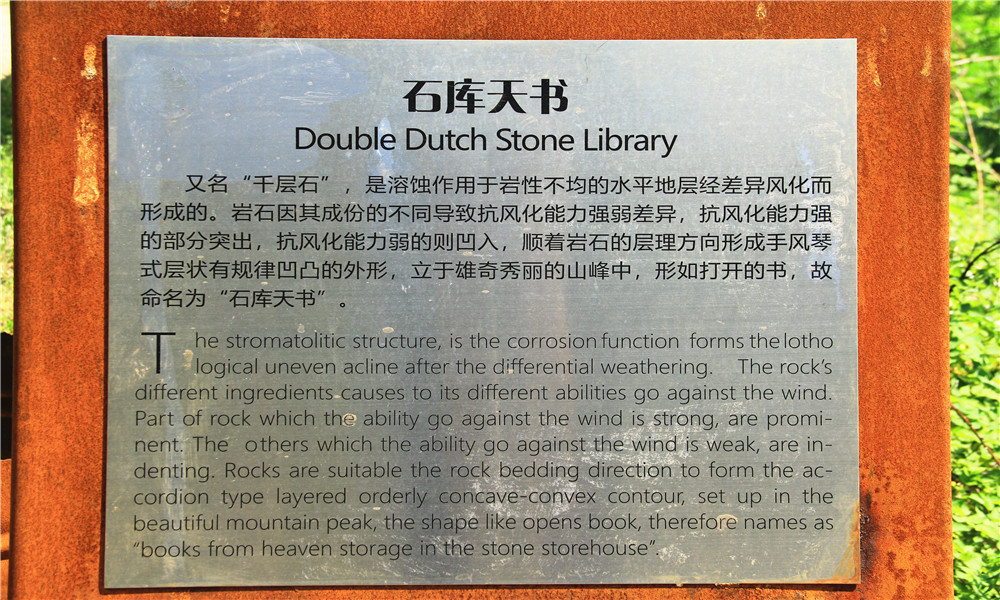 石库天书
Double Dutch Stone Library
又名“千层石”，是溶蚀作用于岩性不均的水平地层经差异风化而
形成的。岩石因其成份的不同导致抗风化能力强弱差异，抗风化能力强
的部分突出，抗风化能力弱的则凹入，顺着岩石的层理方向形成手风琴
式层状有规律凹凸的外形，立于雄奇秀丽的山峰中，形如打开的书，故
命名为“石库天书”。
The stromatolitic structure, is the corrosion function forms the lotho
logical uneven acline after the differential weathering. The rock's
different ingredients causes to its different abilities go against the wind.
Part of rock which the ability go against the wind is strong, are promi-
nent. The others which the ability go against the wind is weak, are in-
denting. Rocks are suitable the rock bedding direction to form the ac-
cordion type layered orderly concave-convex contour, set up in the
beautiful mountain peak, the shape like opens book, therefore names as
“books from heaven storage in the stone storehouse”.